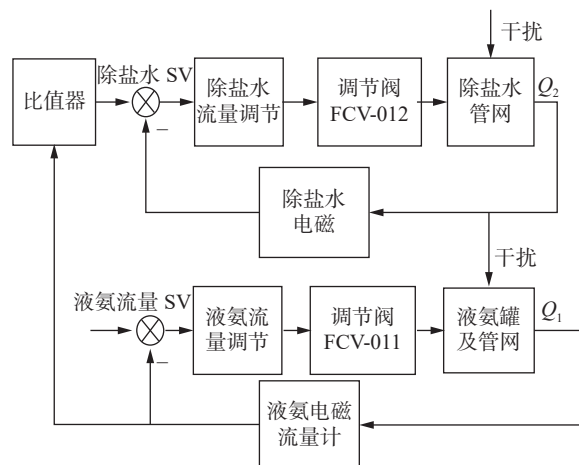 干扰
除盐水 SV
比值器
除盐水
流量调节
调节阀
FCV-012
除盐水
管网
Q₂
−
除盐水
电磁
干扰
液氨流量 SV
液氨流
量调节
调节阀
FCV-011
液氨罐
及管网
Q₁
−
液氨电磁
流量计